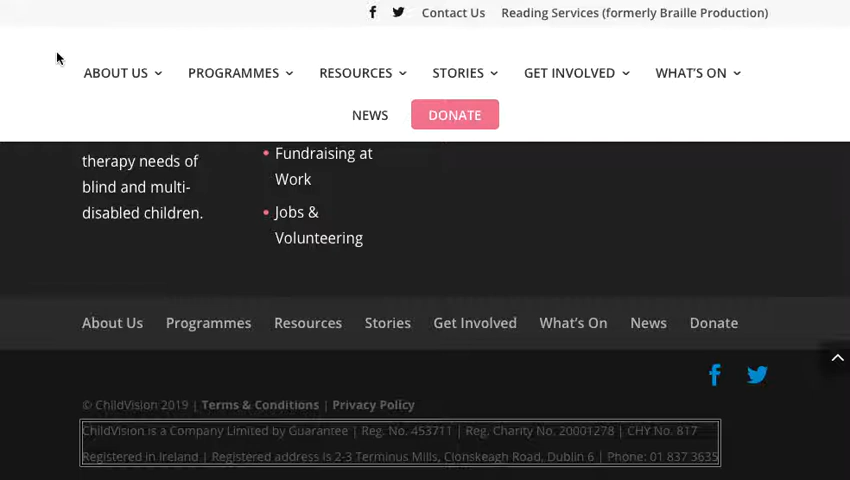 Contact Us Reading Services (formerly Braille Production)
ABOUT US PROGRAMMES RESOURCES STORIES GET INVOLVED WHAT'S ON
NEWS DONATE
therapy needs of
blind and multi-
disabled children.
Fundraising at
Work
Jobs &
Volunteering
About Us Programmes Resources Stories Get Involved What's On News Donate
© ChildVision 2019 | Terms & Conditions | Privacy Policy
ChildVision is a Company Limited by Guarantee | Reg. No. 453711 | Reg. Charity No. 20001278 | CHY No. 817
Registered in Ireland | Registered address is 2-3 Terminus Mills, Clonskeagh Road, Dublin 6 | Phone: 01 837 3635